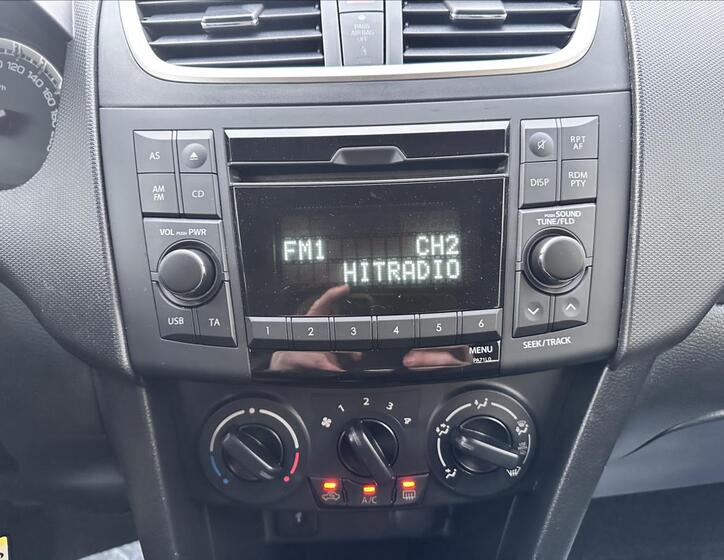 120 140 160
PASS
AIRBAG
OFF
AS
AM
FM
CD
VOL PUSH PWR
USB
TA
FM1 CH2
HITRADIO
1 2 3 4 5 6
MENU
PA71L0
RPT
AF
DISP
RDM
PTY
PUSH SOUND
TUNE/FLD
SEEK/TRACK
1 2 3
A/C